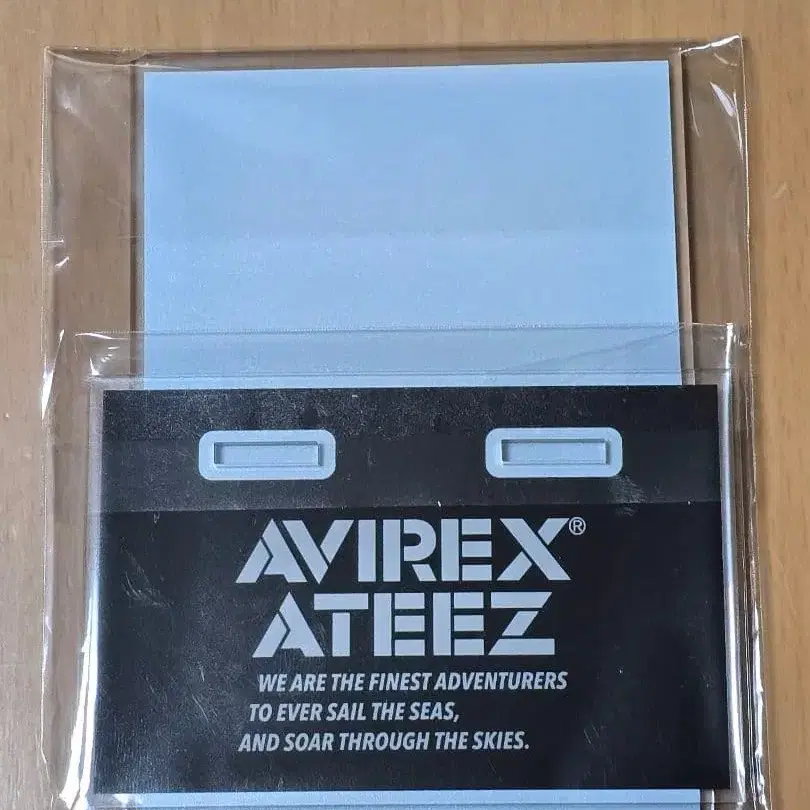 AVIREX®
ATEEZ
WE ARE THE FINEST ADVENTURERS
TO EVER SAIL THE SEAS,
AND SOAR THROUGH THE SKIES.